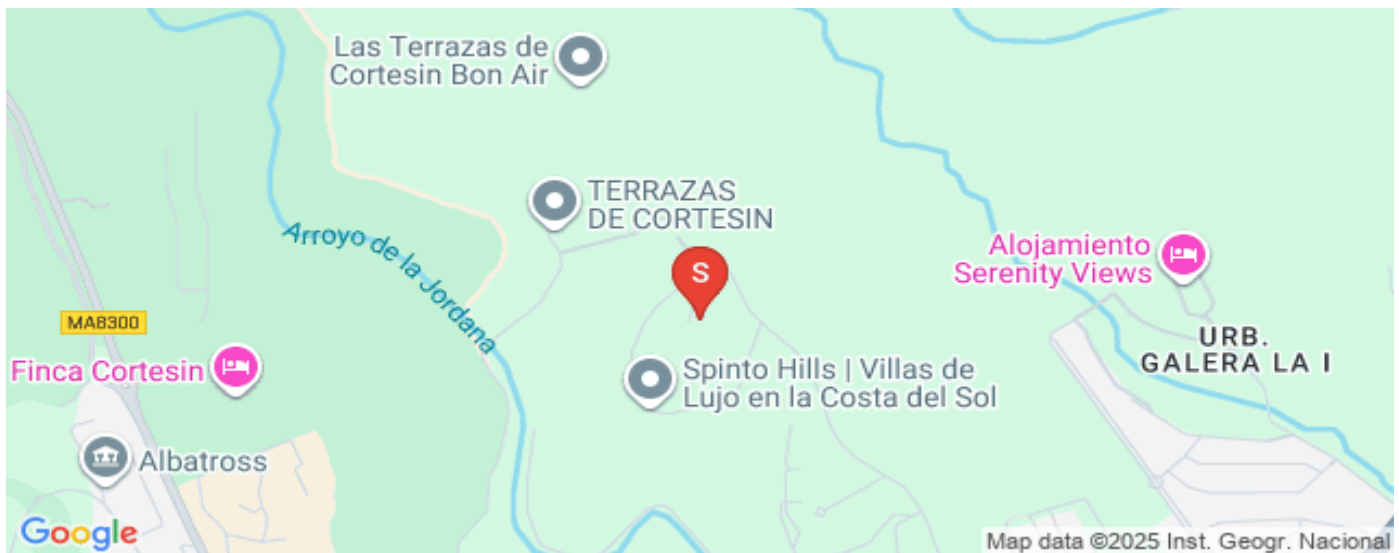 Las Terrazas de
Cortesin Bon Air
TERRAZAS
DE CORTESIN
Arroyo de la Jordana
S
Alojamiento
Serenity Views
MA8300
URB.
GALERA LA I
Finca Cortesin
Spinto Hills | Villas de
Lujo en la Costa del Sol
Albatross
Google
Map data ©2025 Inst. Geogr. Nacional